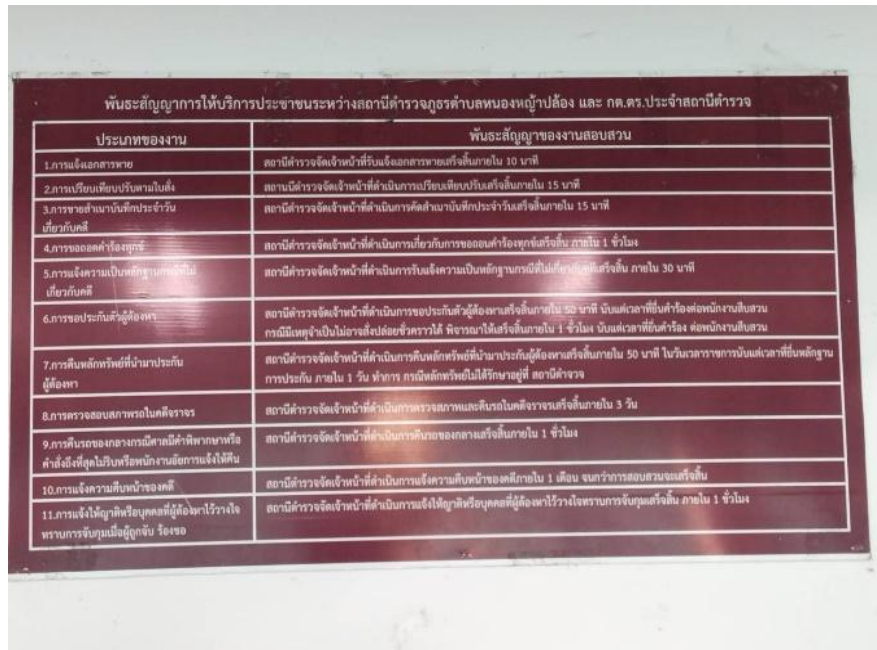 พันธะสัญญาการให้บริการประชาชนระหว่างสถานีตำรวจภูธรตำบลหนองหญ้าปล้อง และ กต.ตร.ประจำสถานีตำรวจ
ประเภทของงาน
พันธะสัญญาของงานสอบสวน
1.การแจ้งเอกสารหาย
สถานีตำรวจจัดเจ้าหน้าที่รับแจ้งเอกสารหายเสร็จสิ้นภายใน 10 นาที
2.การเปรียบเทียบปรับตามใบสั่ง
สถานนีตำรวจจัดเจ้าหน้าที่ดำเนินการเปรียบเทียบปรับเสร็จสิ้นภายใน 15 นาที
3.การขายสำเนาบันทึกประจำวัน
เกี่ยวกับคดี
สถานีตำรวจจัดเจ้าหน้าที่ดำเนินการคัดสำเนาบันทึกประจำวันเสร็จสิ้นภายใน 15 นาที
4.การขอถอดคำร้องทุกข์
สถานีตำรวจจัดเจ้าหน้าที่ดำเนินการเกี่ยวกับการขอถอนคำร้องทุกข์เสร็จสิ้น ภายใน 1 ชั่วโมง
5.การแจ้งความเป็นหลักฐานกรณีที่ไม่
เกี่ยวกับคดี
สถานีตำรวจจัดเจ้าหน้าที่ดำเนินการรับแจ้งความเป็นหลักฐานกรณีที่ไม่เกี่ยวกับคดีเสร็จสิ้น ภายใน 30 นาที
6.การขอประกันตัวผู้ต้องหา
สถานีตำรวจจัดเจ้าหน้าที่ดำเนินการขอประกันตัวผู้ต้องหาเสร็จสิ้นภายใน 50 นาที นับแต่เวลาที่ยื่นคำร้องต่อพนักงานสืบสวน
กรณีมีเหตุจำเป็นไม่อาจสั่งปล่อยชั่วคราวได้ พิจารณาให้เสร็จสิ้นภายใน 1 ชั่วโมง นับแต่เวลาที่ยื่นคำร้อง ต่อพนักงานสืบสวน
7.การคืนหลักทรัพย์ที่นำมาประกัน
ผู้ต้องหา
สถานีตำรวจจัดเจ้าหน้าที่ดำเนินการคืนหลักทรัพย์ที่นำมาประกันผู้ต้องหาเสร็จสิ้นภายใน 50 นาที ในวันเวลาราชการนับแต่เวลาที่ยื่นหลักฐาน
การประกัน ภายใน 1 วัน ทำการ กรณีหลักทรัพย์ไม่ได้รักษาอยู่ที่ สถานีตำจวจ
8.การตรวจสอบสภาพรถในคดีจราจร
สถานีตำรวจจัดเจ้าหน้าที่ดำเนินการตรวจสภาพและคืนรถในคดีจราจรเสร็จสิ้นภายใน 3 วัน
9.การคืนรถของกลางกรณีศาลมีคำพิพากษาหรือ
คำสั่งถึงที่สุดไม่ริบหรือพนักงานอัยการแจ้งให้คืน
สถานีตำรวจจัดเจ้าหน้าที่ดำเนินการคืนรถของกลางเสร็จสิ้นภายใน 1 ชั่วโมง
10.การแจ้งความคืบหน้าของคดี
สถานีตำรวจจัดเจ้าหน้าที่ดำเนินการแจ้งความคืบหน้าของคดีภายใน 1 เดือน จนกว่าการสอบสวนจะเสร็จสิ้น
11.การแจ้งให้ญาติหรือบุคคลที่ผู้ต้องหาไว้วางใจ
ทราบการจับกุมเมื่อผู้ถูกจับ ร้องขอ
สถานีตำรวจจัดเจ้าหน้าที่ดำเนินการแจ้งให้ญาติหรือบุคคลที่ผู้ต้องหาไว้วางใจทราบการจับกุมเสร็จสิ้น ภายใน 1 ชั่วโมง